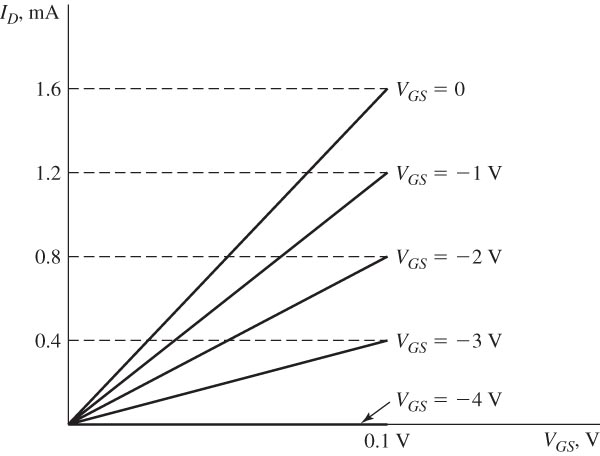 I_D, mA
1.6
V_GS = 0
1.2
V_GS = −1 V
0.8
V_GS = −2 V
0.4
V_GS = −3 V
V_GS = −4 V
0.1 V
V_GS, V